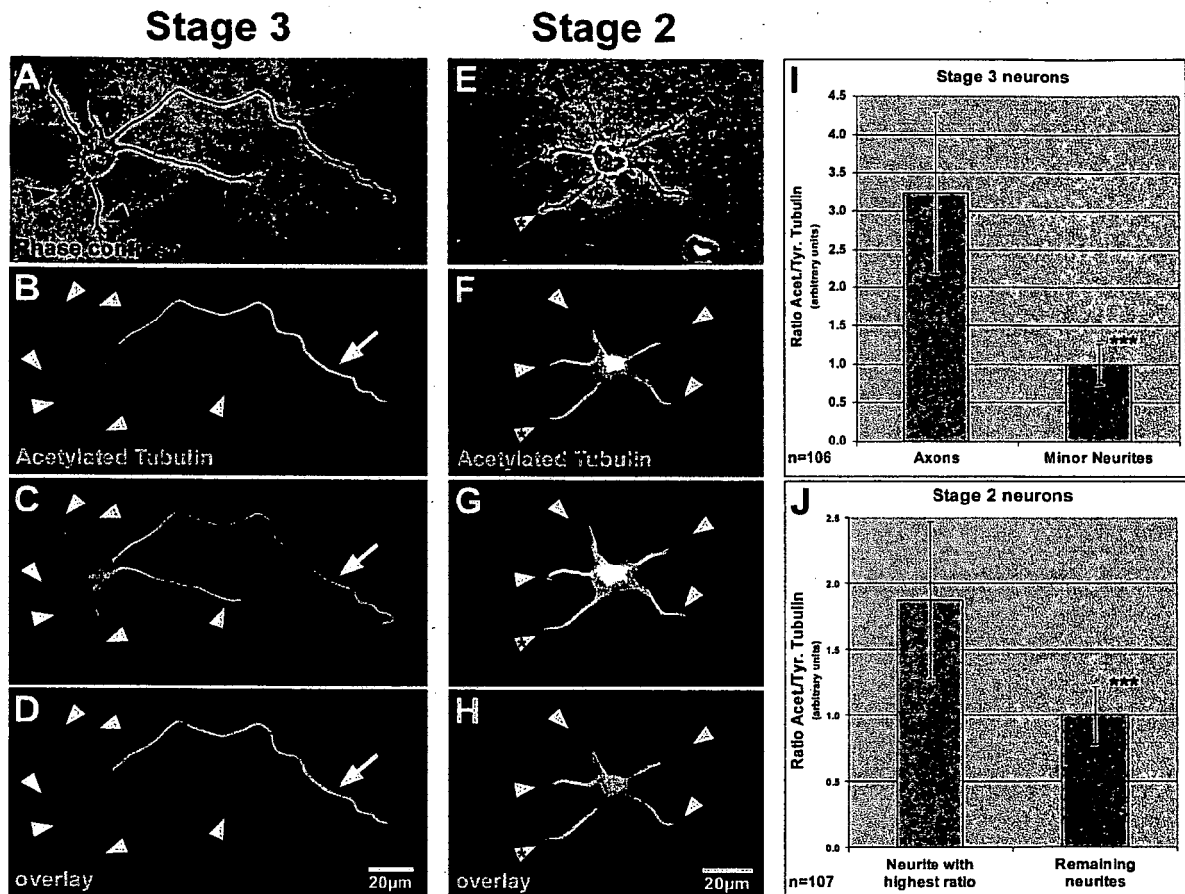 Stage 3
Stage 2
A
Phase cont.
B
Acetylated Tubulin
C
D
overlay
20µm
E
F
Acetylated Tubulin
G
H
overlay
20µm
I
Stage 3 neurons
Ratio Acet./Tyr. Tubulin
(arbitrary units)
4.5
4.0
3.5
3.0
2.5
2.0
1.5
1.0
0.5
0.0
***
n=106
Axons
Minor Neurites
J
Stage 2 neurons
Ratio Acet./Tyr. Tubulin
(arbitrary units)
2.5
2.0
1.5
1.0
0.5
0.0
***
n=107
Neurite with
highest ratio
Remaining
neurites